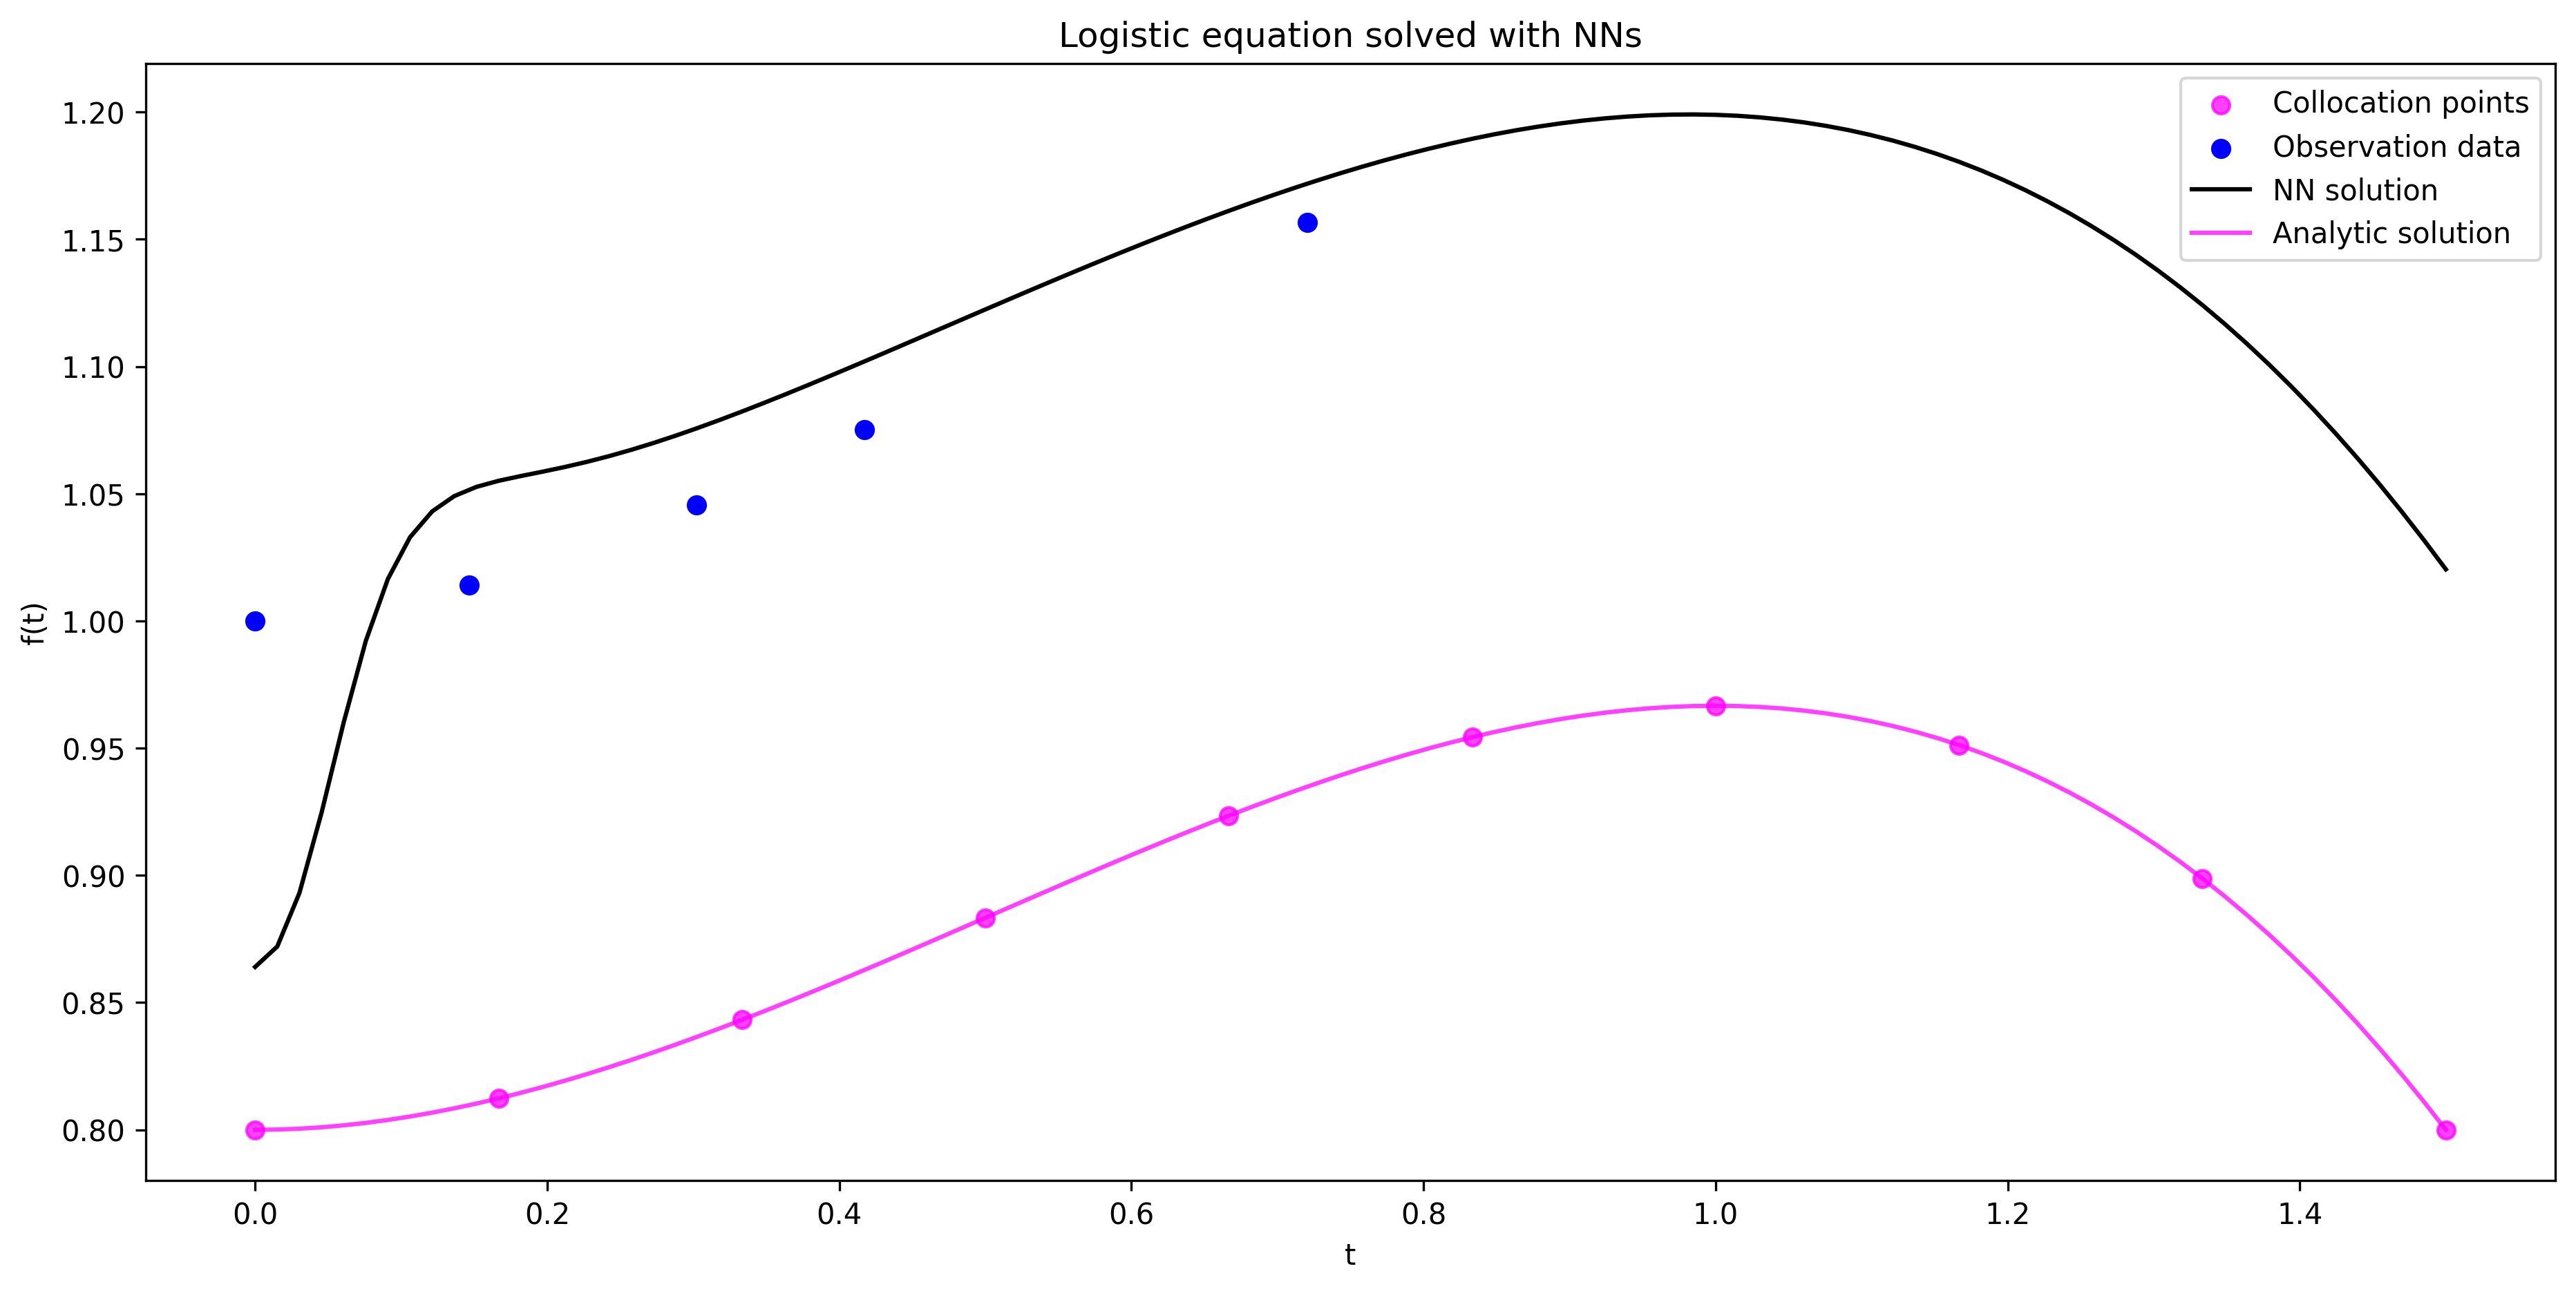 Logistic equation solved with NNs
Collocation points
Observation data
NN solution
Analytic solution
f(t)
1.20
1.15
1.10
1.05
1.00
0.95
0.90
0.85
0.80
0.0 0.2 0.4 0.6 0.8 1.0 1.2 1.4
t